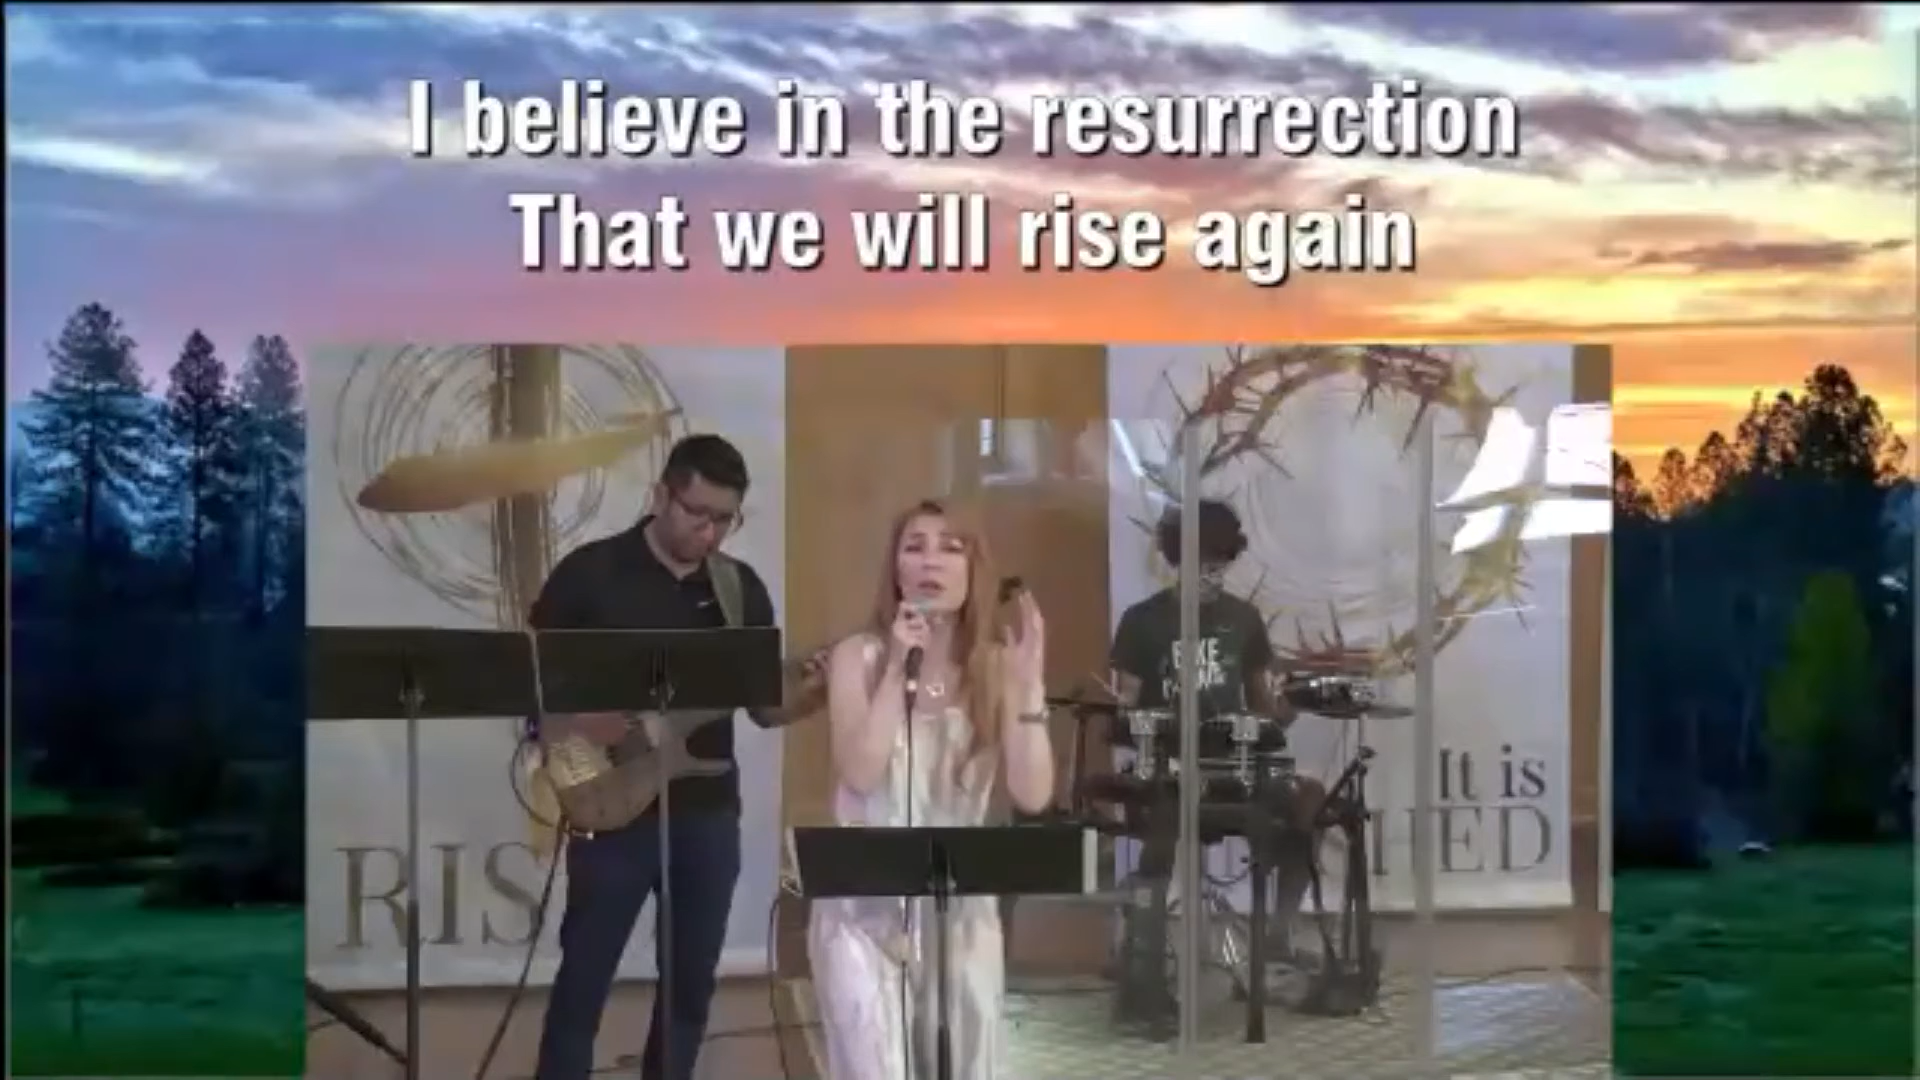 I believe in the resurrection
That we will rise again
RIS
It is
HED